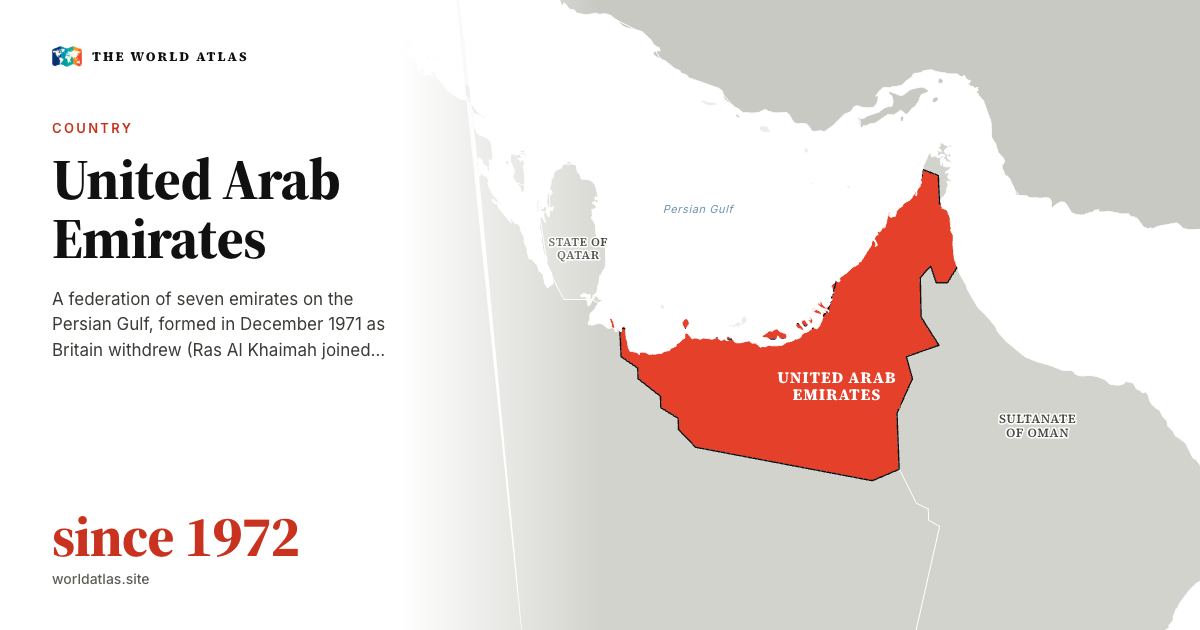 THE WORLD ATLAS
COUNTRY
United Arab
Emirates
A federation of seven emirates on the
Persian Gulf, formed in December 1971 as
Britain withdrew (Ras Al Khaimah joined...
since 1972
worldatlas.site
Persian Gulf
STATE OF
QATAR
UNITED ARAB
EMIRATES
SULTANATE
OF OMAN